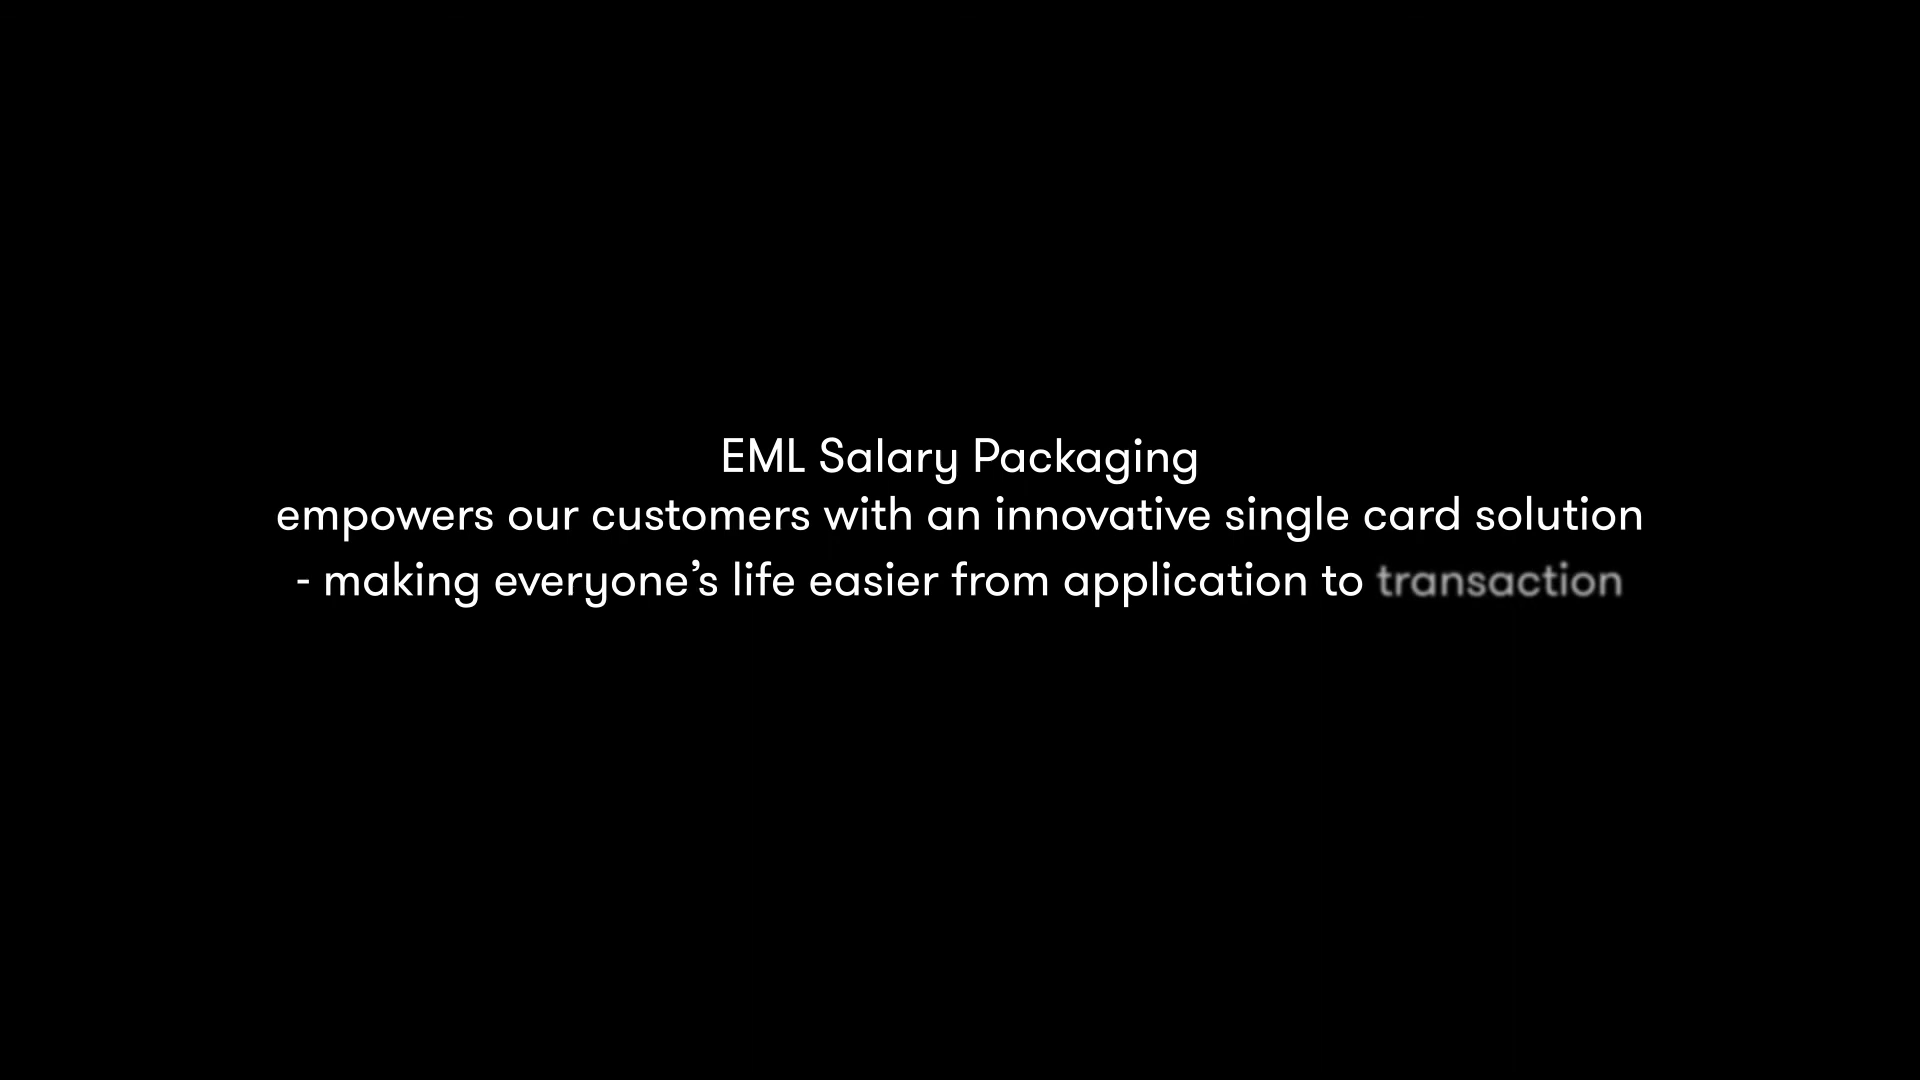 EML Salary Packaging
empowers our customers with an innovative single card solution
- making everyone’s life easier from application to transaction